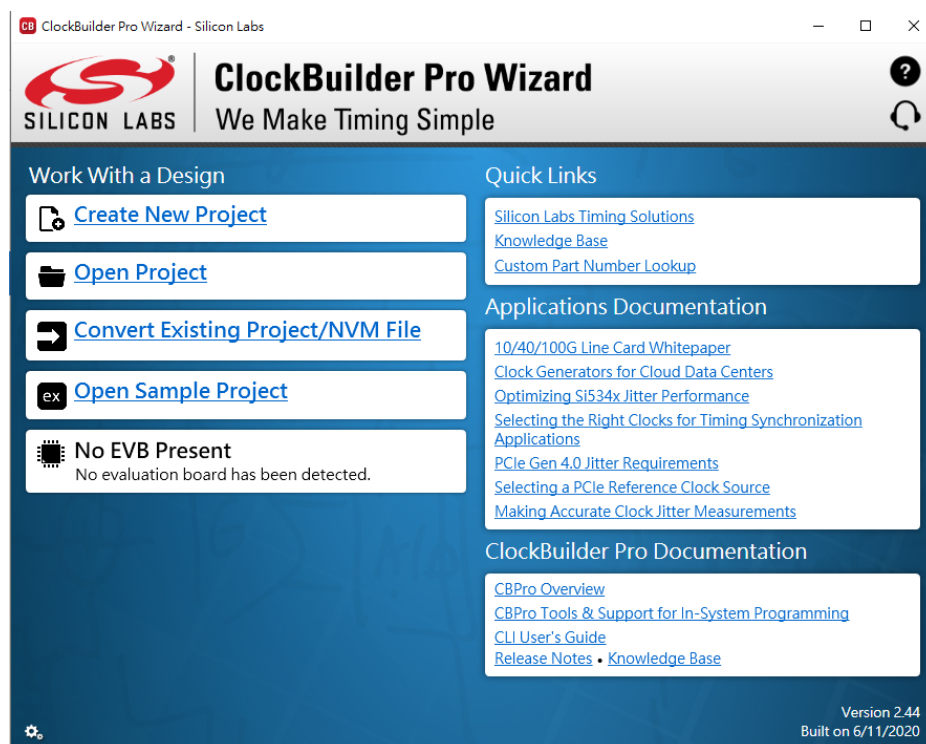 CB ClockBuilder Pro Wizard - Silicon Labs
SILICON LABS
ClockBuilder Pro Wizard
We Make Timing Simple
Work With a Design
Create New Project
Open Project
Convert Existing Project/NVM File
ex Open Sample Project
No EVB Present
No evaluation board has been detected.
Quick Links
Silicon Labs Timing Solutions
Knowledge Base
Custom Part Number Lookup
Applications Documentation
10/40/100G Line Card Whitepaper
Clock Generators for Cloud Data Centers
Optimizing Si534x Jitter Performance
Selecting the Right Clocks for Timing Synchronization
Applications
PCIe Gen 4.0 Jitter Requirements
Selecting a PCIe Reference Clock Source
Making Accurate Clock Jitter Measurements
ClockBuilder Pro Documentation
CBPro Overview
CBPro Tools & Support for In-System Programming
CLI User's Guide
Release Notes • Knowledge Base
Version 2.44
Built on 6/11/2020